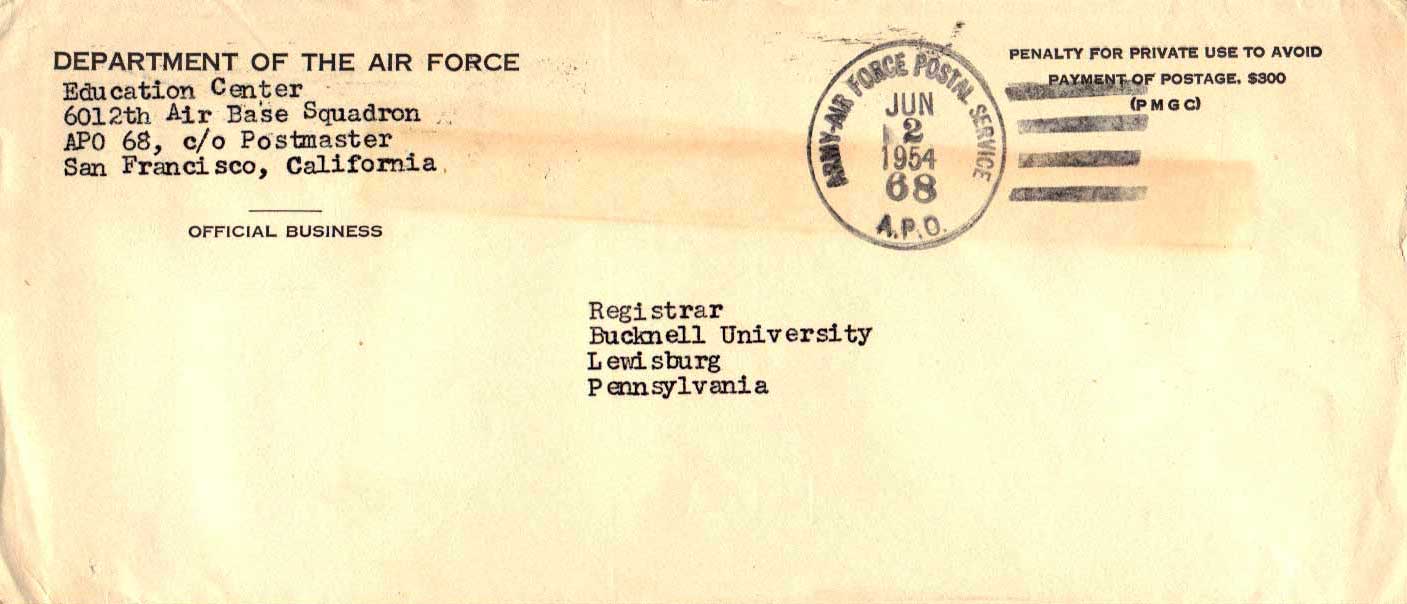 DEPARTMENT OF THE AIR FORCE
Education Center
6012th Air Base Squadron
APO 68, c/o Postmaster
San Francisco, California
OFFICIAL BUSINESS
ARMY-AIR FORCE POSTAL SERVICE
JUN
2
1954
68
A.P.O.
PENALTY FOR PRIVATE USE TO AVOID
PAYMENT OF POSTAGE, $300
(PMGC)
Registrar
Bucknell University
Lewisburg
Pennsylvania